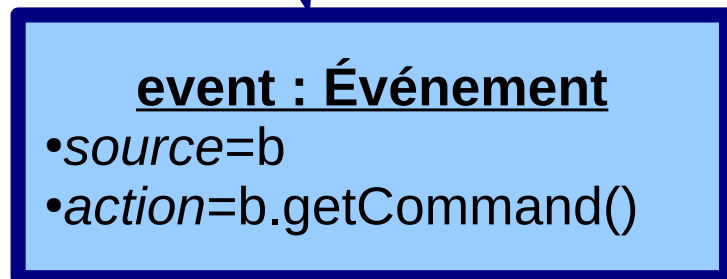 event : Événement
•source=b
•action=b.getCommand()